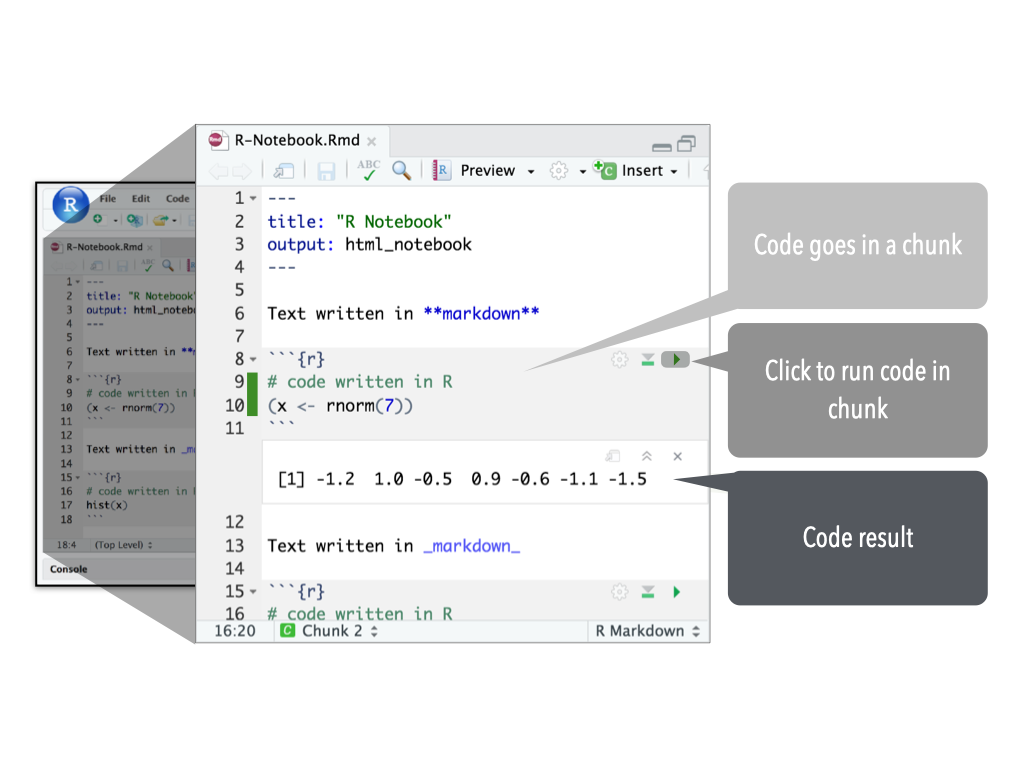 R
File Edit Code
R-Notebook.Rmd
1 ---
2 title: "R Notebook"
3 output: html_noteb
4 ---
5
6 Text written in **
7
8 ```{r}
9 # code written in
10 (x <- rnorm(7))
11 ```
12
13 Text written in _m
14
15 ```{r}
16 # code written in
17 hist(x)
18 ```
18:4 (Top Level)
Console
Rmd R-Notebook.Rmd
ABC R Preview C Insert
1 ---
2 title: "R Notebook"
3 output: html_notebook
4 ---
5
6 Text written in **markdown**
7
8 ```{r}
9 # code written in R
10 (x <- rnorm(7))
11 ```
[1] -1.2 1.0 -0.5 0.9 -0.6 -1.1 -1.5
12
13 Text written in _markdown_
14
15 ```{r}
16 # code written in R
16:20 C Chunk 2 R Markdown
Code goes in a chunk
Click to run code in
chunk
Code result